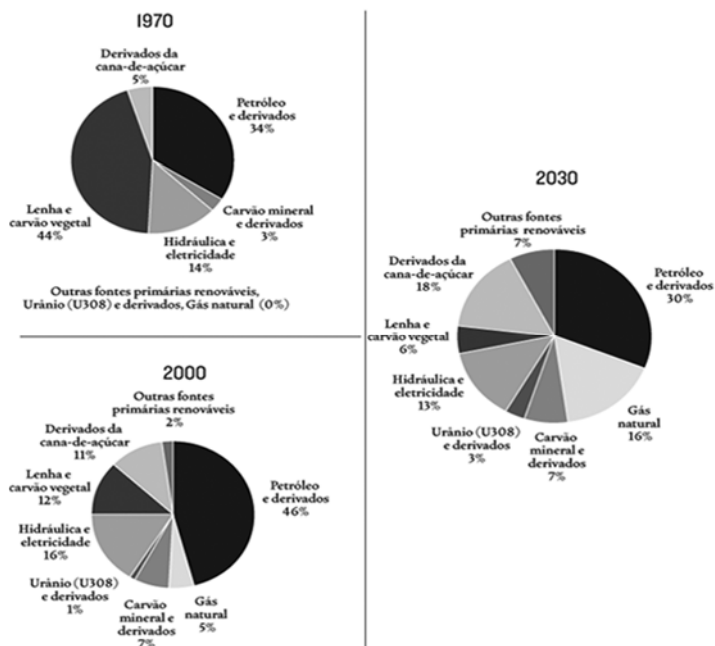 1970
Derivados da
cana-de-açúcar
5%
Petróleo
e derivados
34%
Lenha e
carvão vegetal
44%
Hidráulica e
eletricidade
14%
Carvão mineral
e derivados
3%
Outras fontes primárias renováveis,
Urânio (U308) e derivados, Gás natural (0%)
2000
Outras fontes
primárias renováveis
2%
Derivados da
cana-de-açúcar
11%
Lenha e
carvão vegetal
12%
Hidráulica e
eletricidade
16%
Urânio (U308)
e derivados
1%
Carvão
mineral e
derivados
7%
Gás
natural
5%
Petróleo
e derivados
46%
2030
Outras fontes
primárias renováveis
7%
Derivados da
cana-de-açúcar
18%
Lenha e
carvão vegetal
6%
Hidráulica e
eletricidade
13%
Urânio (U308)
e derivados
3%
Carvão
mineral e
derivados
7%
Gás
natural
16%
Petróleo
e derivados
30%